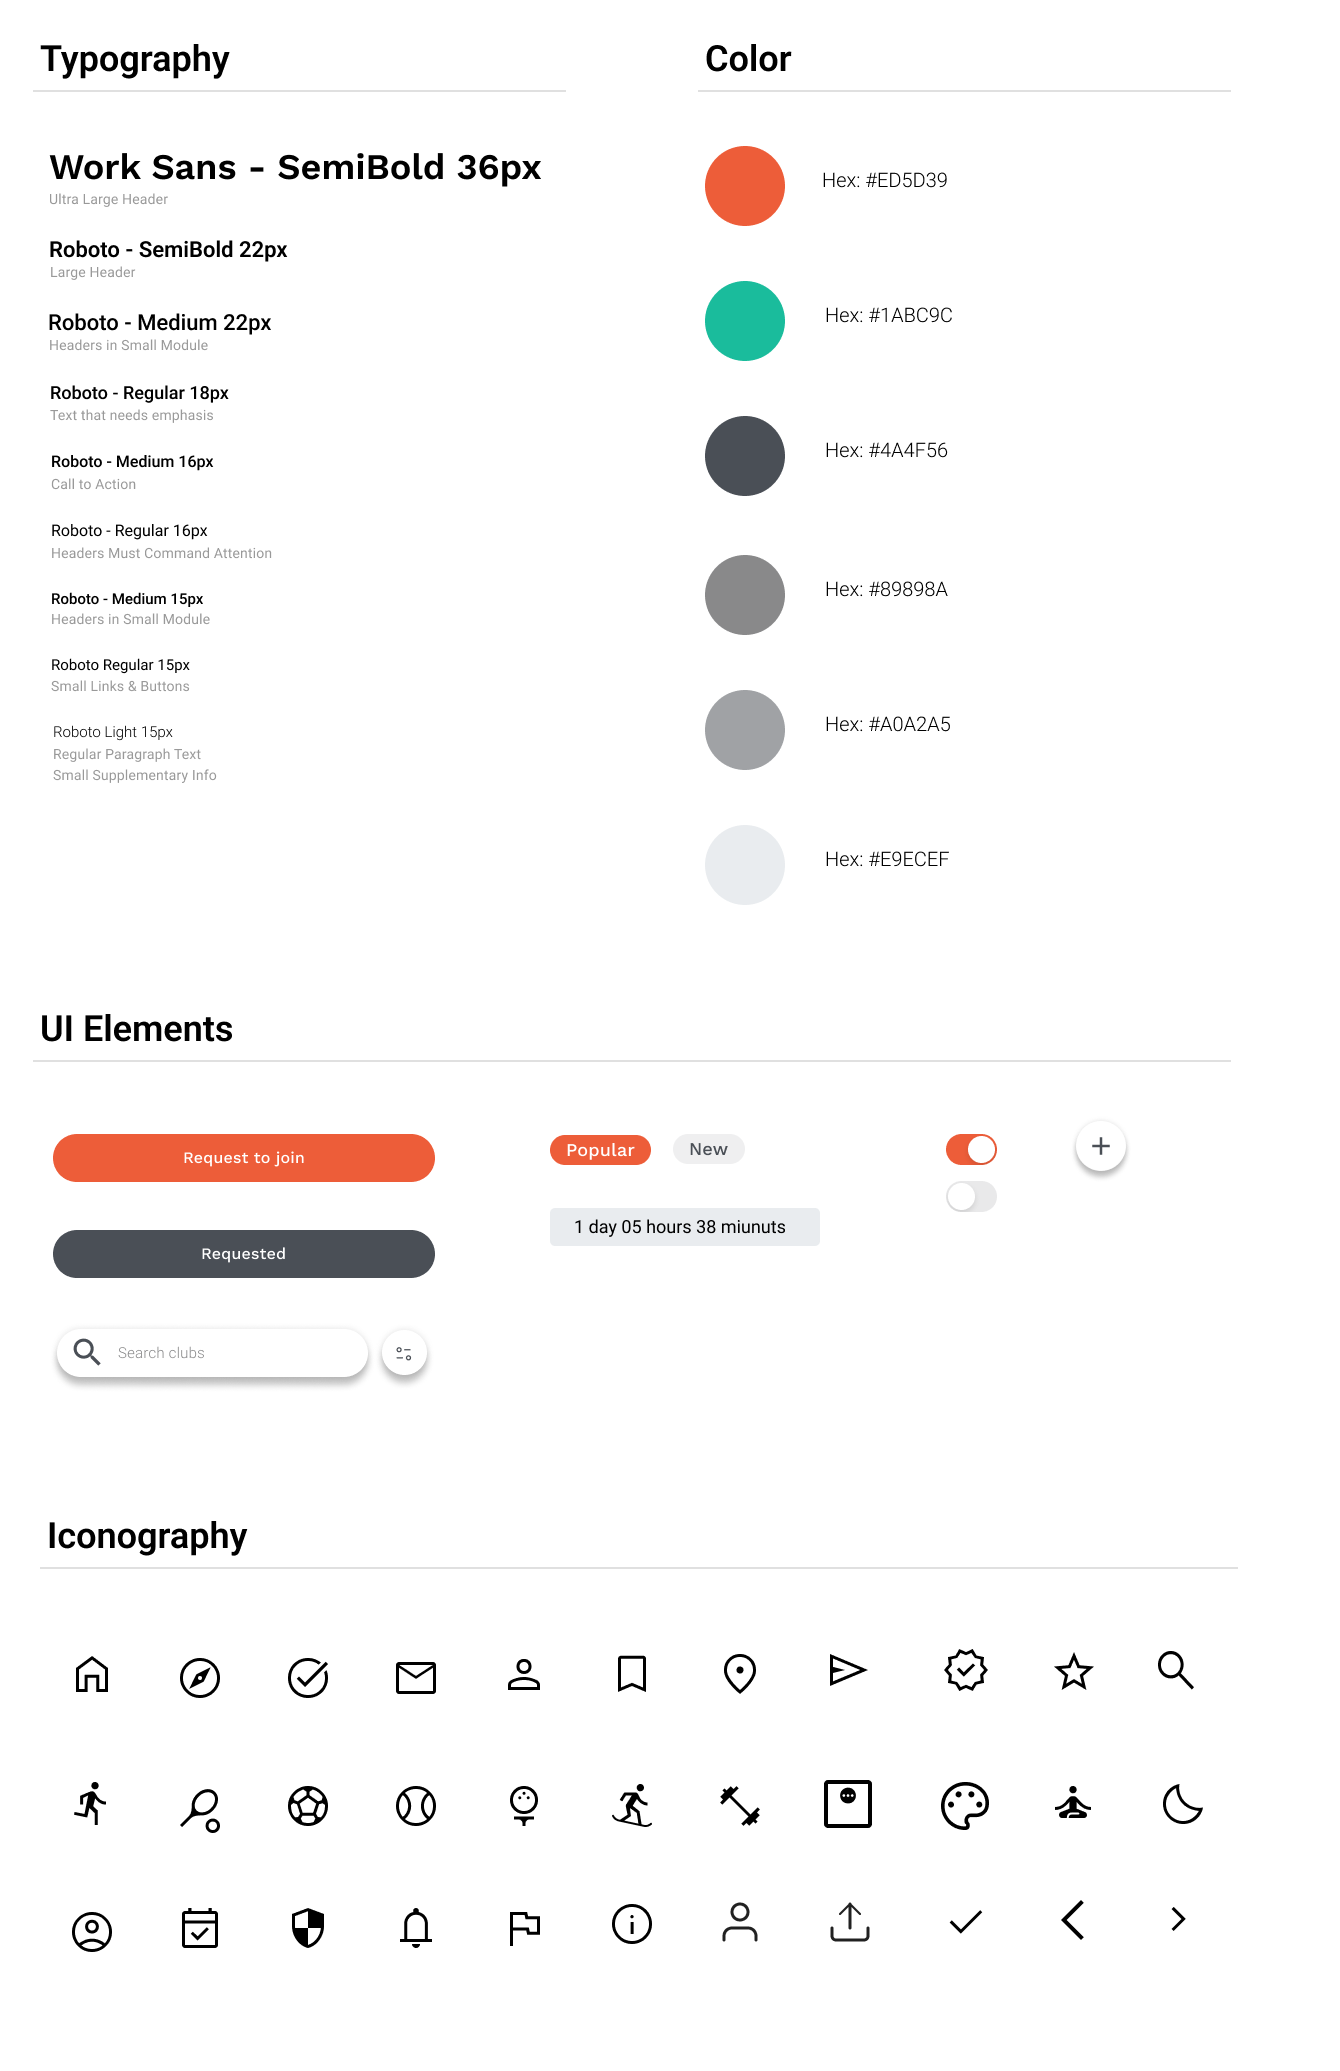 Typography
Work Sans - SemiBold 36px
Ultra Large Header
Roboto - SemiBold 22px
Large Header
Roboto - Medium 22px
Headers in Small Module
Roboto - Regular 18px
Text that needs emphasis
Roboto - Medium 16px
Call to Action
Roboto - Regular 16px
Headers Must Command Attention
Roboto - Medium 15px
Headers in Small Module
Roboto Regular 15px
Small Links & Buttons
Roboto Light 15px
Regular Paragraph Text
Small Supplementary Info
Color
Hex: #ED5D39
Hex: #1ABC9C
Hex: #4A4F56
Hex: #89898A
Hex: #A0A2A5
Hex: #E9ECEF
UI Elements
Request to join
Requested
Search clubs
Popular
New
1 day 05 hours 38 miunuts
Iconography